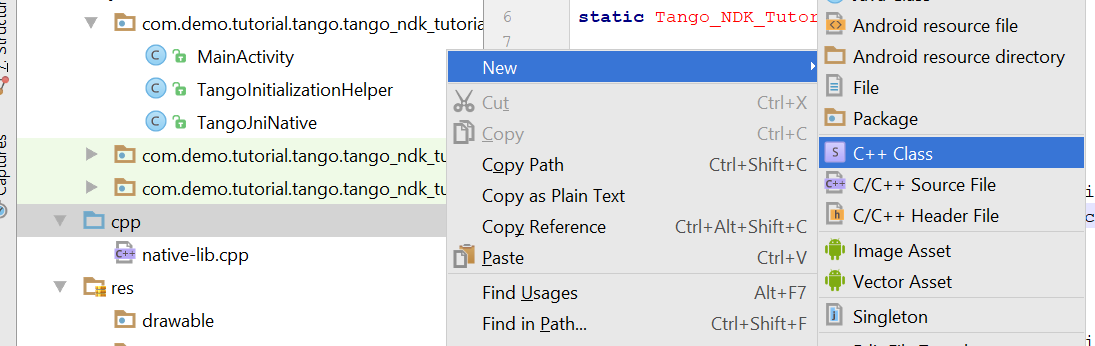 com.demo.tutorial.tango.tango_ndk_tutoria
MainActivity
TangoInitializationHelper
TangoJniNative
com.demo.tutorial.tango.tango_ndk_tu
com.demo.tutorial.tango.tango_ndk_tu
cpp
native-lib.cpp
res
drawable
Captures
6 static Tango_NDK_Tutor
7
New
Cut Ctrl+X
Copy Ctrl+C
Copy Path Ctrl+Shift+C
Copy as Plain Text
Copy Reference Ctrl+Alt+Shift+C
Paste Ctrl+V
Find Usages Alt+F7
Find in Path... Ctrl+Shift+F
Android resource file
Android resource directory
File
Package
C++ Class
C/C++ Source File
C/C++ Header File
Image Asset
Vector Asset
Singleton